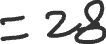 = 28